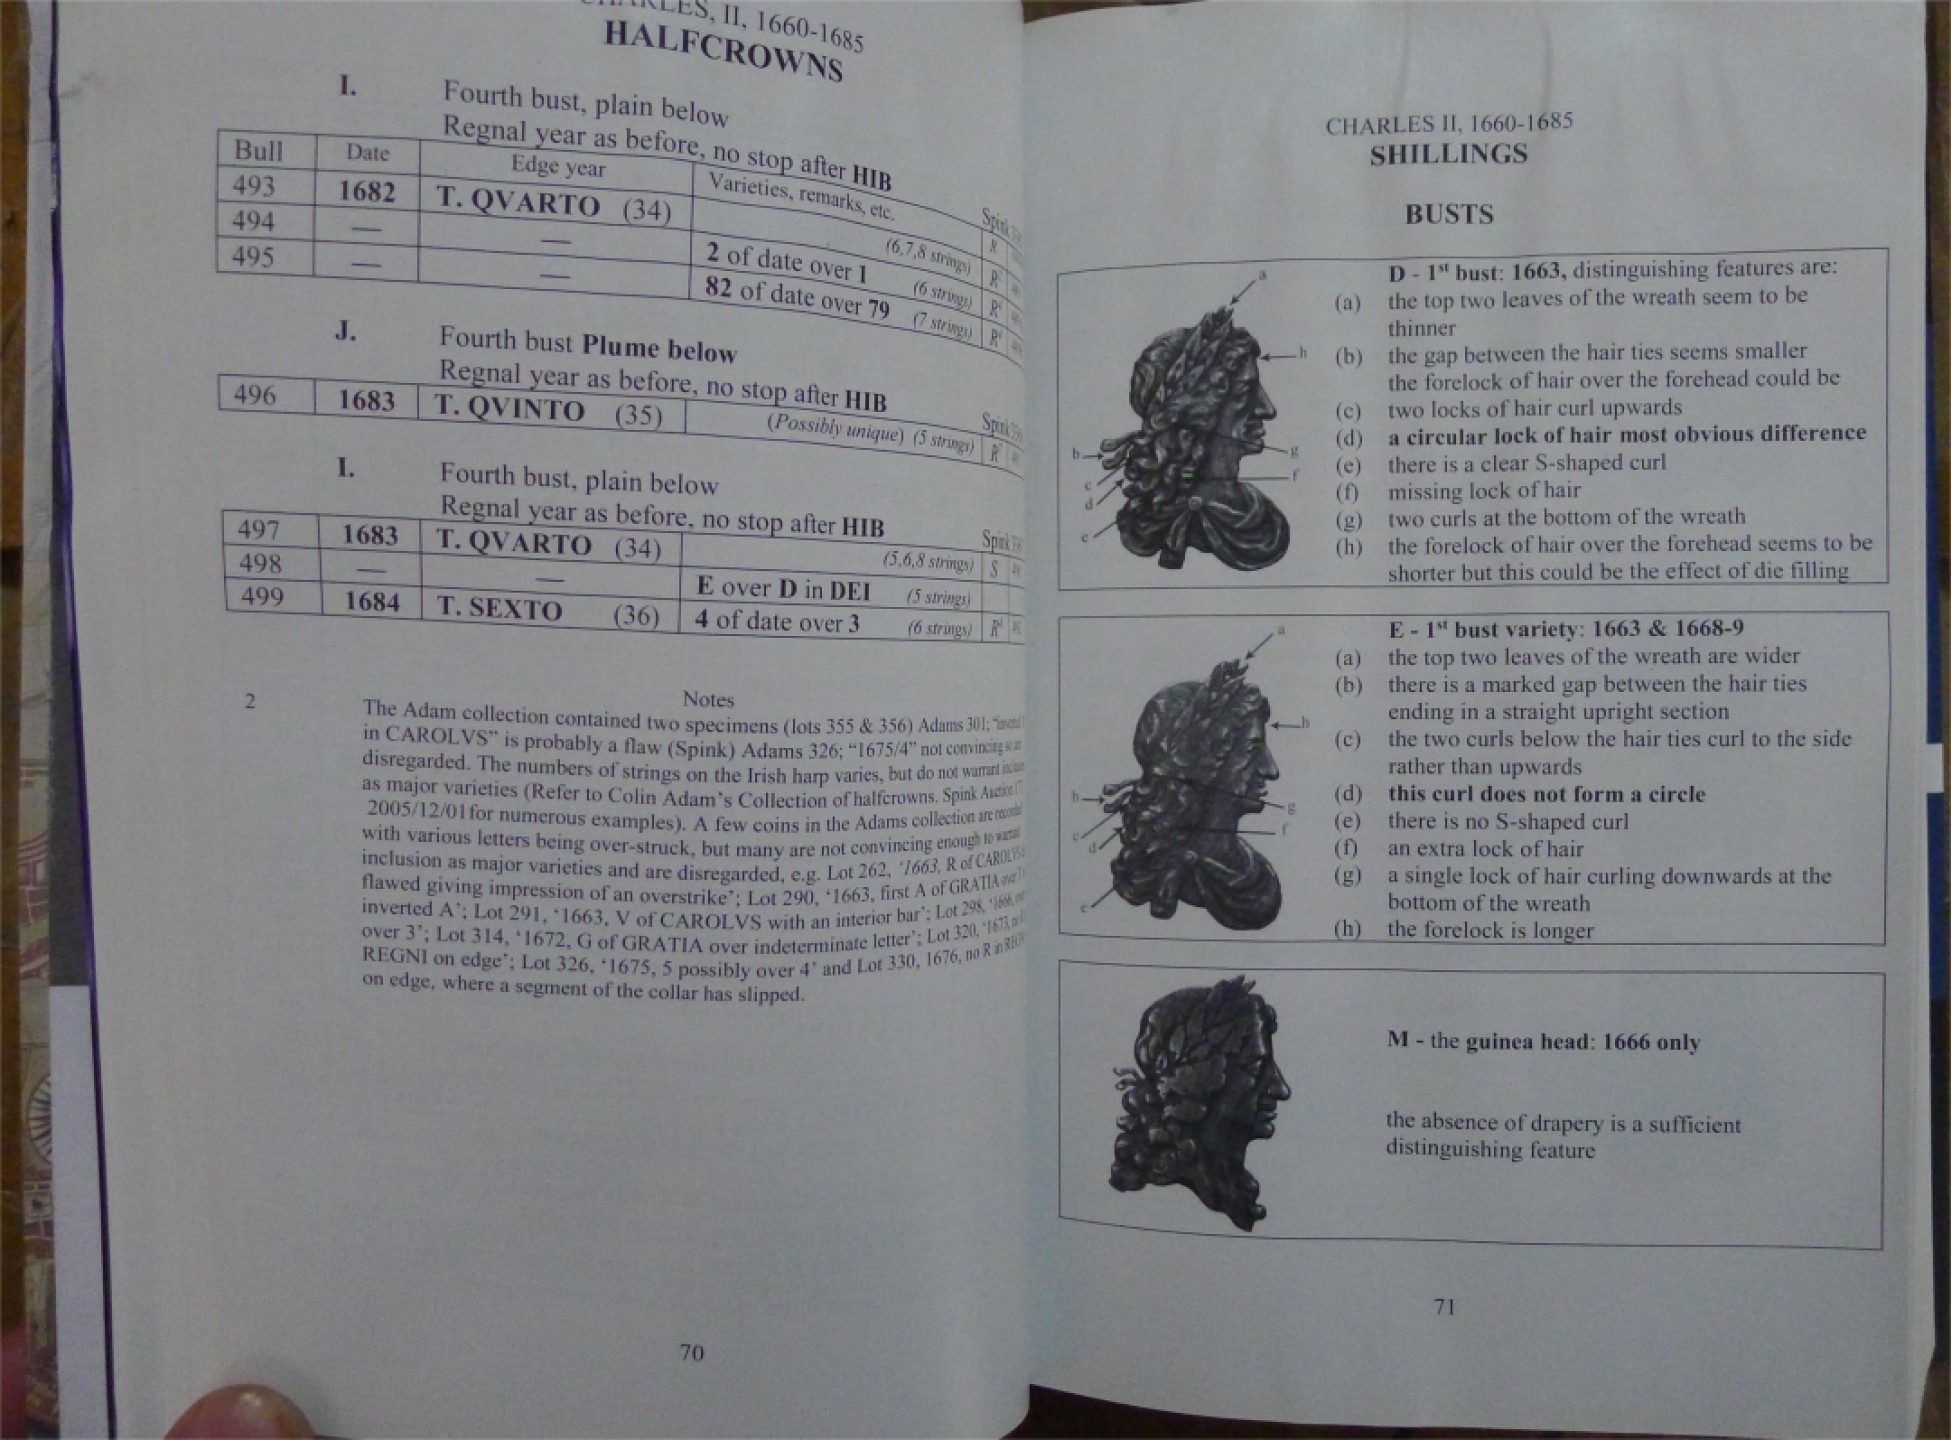 CHARLES, II, 1660-1685
HALFCROWNS
I. Fourth bust, plain below
Regnal year as before, no stop after HIB
Bull Date Edge year Varieties, remarks, etc. Spink
493 1682 T. QVARTO (34) (6,7,8 strings) R
494 — — 2 of date over 1 (6 strings)
495 — — 82 of date over 79 (7 strings)
J. Fourth bust Plume below
Regnal year as before, no stop after HIB
Spink
496 1683 T. QVINTO (35) (Possibly unique) (5 strings)
I. Fourth bust, plain below
Regnal year as before, no stop after HIB
Spink
497 1683 T. QVARTO (34) (5,6,8 strings) S
498 — — E over D in DEI (5 strings)
499 1684 T. SEXTO (36) 4 of date over 3 (6 strings)
Notes
2 The Adam collection contained two specimens (lots 355 & 356) Adams 301; 
in CAROLVS” is probably a flaw (Spink) Adams 326; “1675/4” not convincing
disregarded. The numbers of strings on the Irish harp varies, but do not warrant
as major varieties (Refer to Colin Adam’s Collection of halfcrowns. Spink Auction
2005/12/01for numerous examples). A few coins in the Adams collection are
with various letters being over-struck, but many are not convincing enough to
inclusion as major varieties and are disregarded, e.g. Lot 262, ‘1663, R of CAROLVS
flawed giving impression of an overstrike’; Lot 290, ‘1663, first A of GRATIA over
inverted A’; Lot 291, ‘1663, V of CAROLVS with an interior bar’; Lot 298, ‘1666,
over 3’; Lot 314, ‘1672, G of GRATIA over indeterminate letter’; Lot 320, ‘1673,
REGNI on edge’; Lot 326, ‘1675, 5 possibly over 4’ and Lot 330, 1676, no R in
on edge, where a segment of the collar has slipped.
70
CHARLES II, 1660-1685
SHILLINGS
BUSTS
a
h
b
g
f
c
d
e
D - 1st bust: 1663, distinguishing features are:
(a) the top two leaves of the wreath seem to be
thinner
(b) the gap between the hair ties seems smaller
the forelock of hair over the forehead could be
(c) two locks of hair curl upwards
(d) a circular lock of hair most obvious difference
(e) there is a clear S-shaped curl
(f) missing lock of hair
(g) two curls at the bottom of the wreath
(h) the forelock of hair over the forehead seems to be
shorter but this could be the effect of die filling
a
h
b
g
f
c
d
e
E - 1st bust variety: 1663 & 1668-9
(a) the top two leaves of the wreath are wider
(b) there is a marked gap between the hair ties
ending in a straight upright section
(c) the two curls below the hair ties curl to the side
rather than upwards
(d) this curl does not form a circle
(e) there is no S-shaped curl
(f) an extra lock of hair
(g) a single lock of hair curling downwards at the
bottom of the wreath
(h) the forelock is longer
M - the guinea head: 1666 only
the absence of drapery is a sufficient
distinguishing feature
71